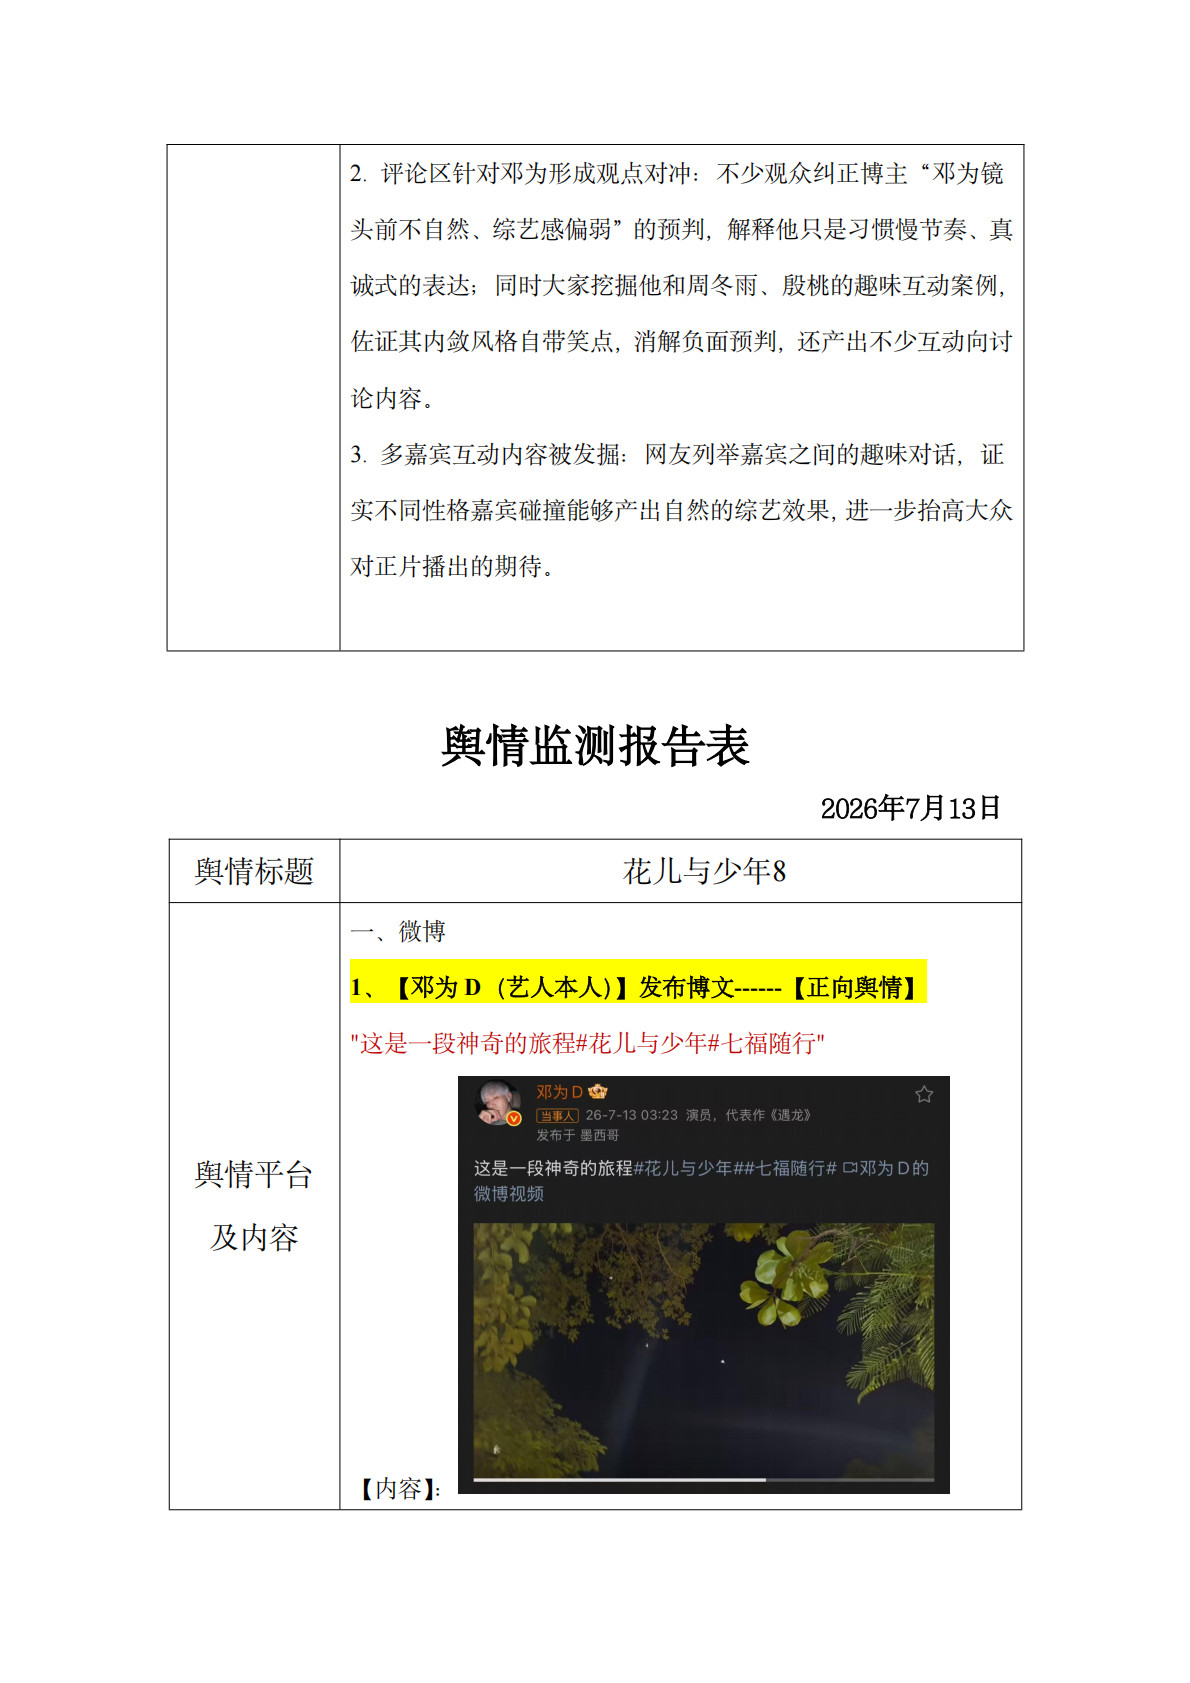 2. 评论区针对邓为形成观点对冲：不少观众纠正博主“邓为镜
头前不自然、综艺感偏弱”的预判，解释他只是习惯慢节奏、真
诚式的表达；同时大家挖掘他和周冬雨、殷桃的趣味互动案例，
佐证其内敛风格自带笑点，消解负面预判，还产出不少互动向讨
论内容。
3. 多嘉宾互动内容被发掘：网友列举嘉宾之间的趣味对话，证
实不同性格嘉宾碰撞能够产出自然的综艺效果，进一步抬高大众
对正片播出的期待。
舆情监测报告表
2026年7月13日
舆情标题
花儿与少年8
舆情平台
及内容
一、微博
1、【邓为 D（艺人本人）】发布博文------【正向舆情】
"这是一段神奇的旅程#花儿与少年#七福随行"
邓为D
当事人 26-7-13 03:23 演员，代表作《遇龙》
发布于 墨西哥
这是一段神奇的旅程#花儿与少年##七福随行# 邓为D的
微博视频
【内容】：